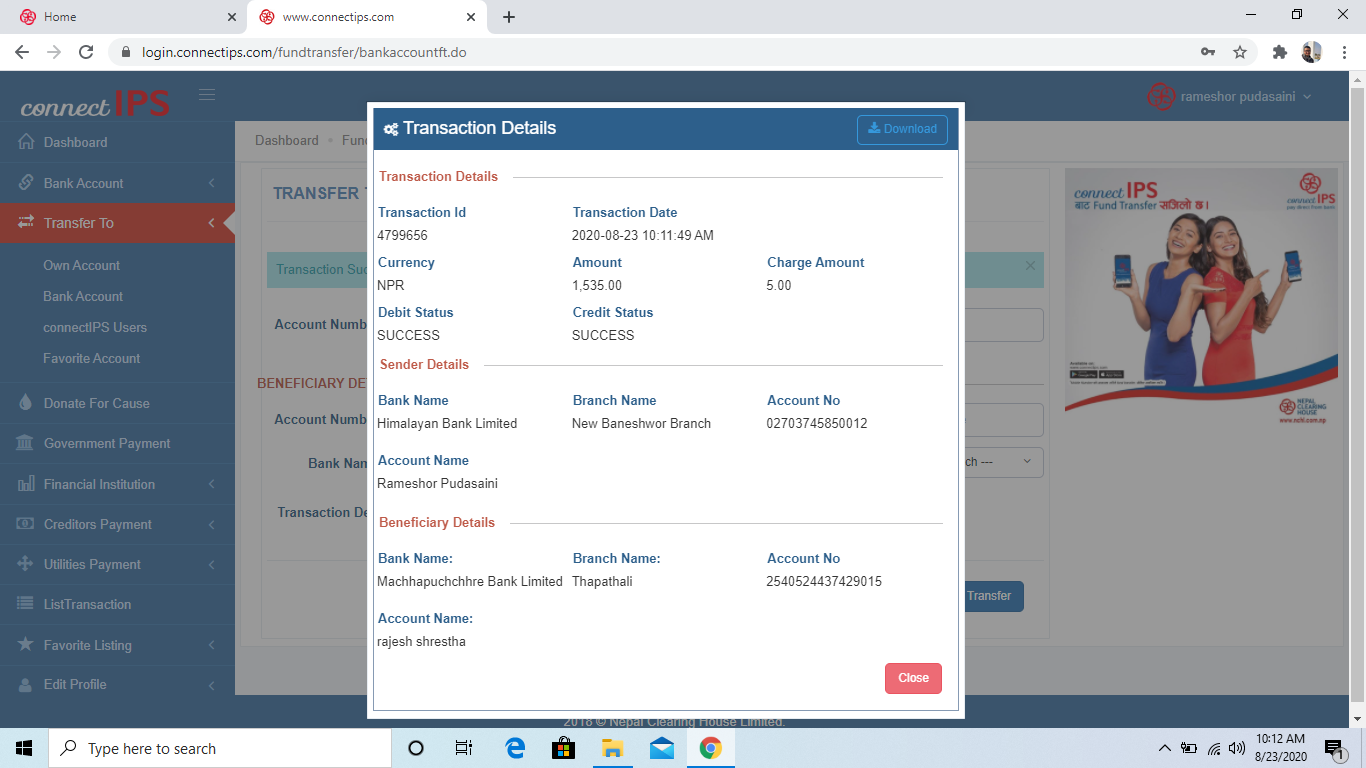 Home
www.connectips.com
login.connectips.com/fundtransfer/bankaccountft.do
connect IPS
rameshor pudasaini
Dashboard
Bank Account
Transfer To
Own Account
Bank Account
connectIPS Users
Favorite Account
Donate For Cause
Government Payment
Financial Institution
Creditors Payment
Utilities Payment
ListTransaction
Favorite Listing
Edit Profile
Dashboard
TRANSFER
Account Numb
BENEFICIARY DE
Account Numb
Bank Nam
Transaction De
Transaction Details
Download
Transaction Details
Transaction Id Transaction Date
4799656 2020-08-23 10:11:49 AM
Currency Amount Charge Amount
NPR 1,535.00 5.00
Debit Status Credit Status
SUCCESS SUCCESS
Sender Details
Bank Name Branch Name Account No
Himalayan Bank Limited New Baneshwor Branch 02703745850012
Account Name
Rameshor Pudasaini
Beneficiary Details
Bank Name: Branch Name: Account No
Machhapuchchhre Bank Limited Thapathali 2540524437429015
Account Name:
rajesh shrestha
Close
ch ---
Transfer
connect IPS
बाट Fund Transfer सजिलो छ।
connect IPS
NEPAL
CLEARING
HOUSE
www.nchl.com.np
2018 © Nepal Clearing House Limited.
Type here to search
10:12 AM
8/23/2020
1